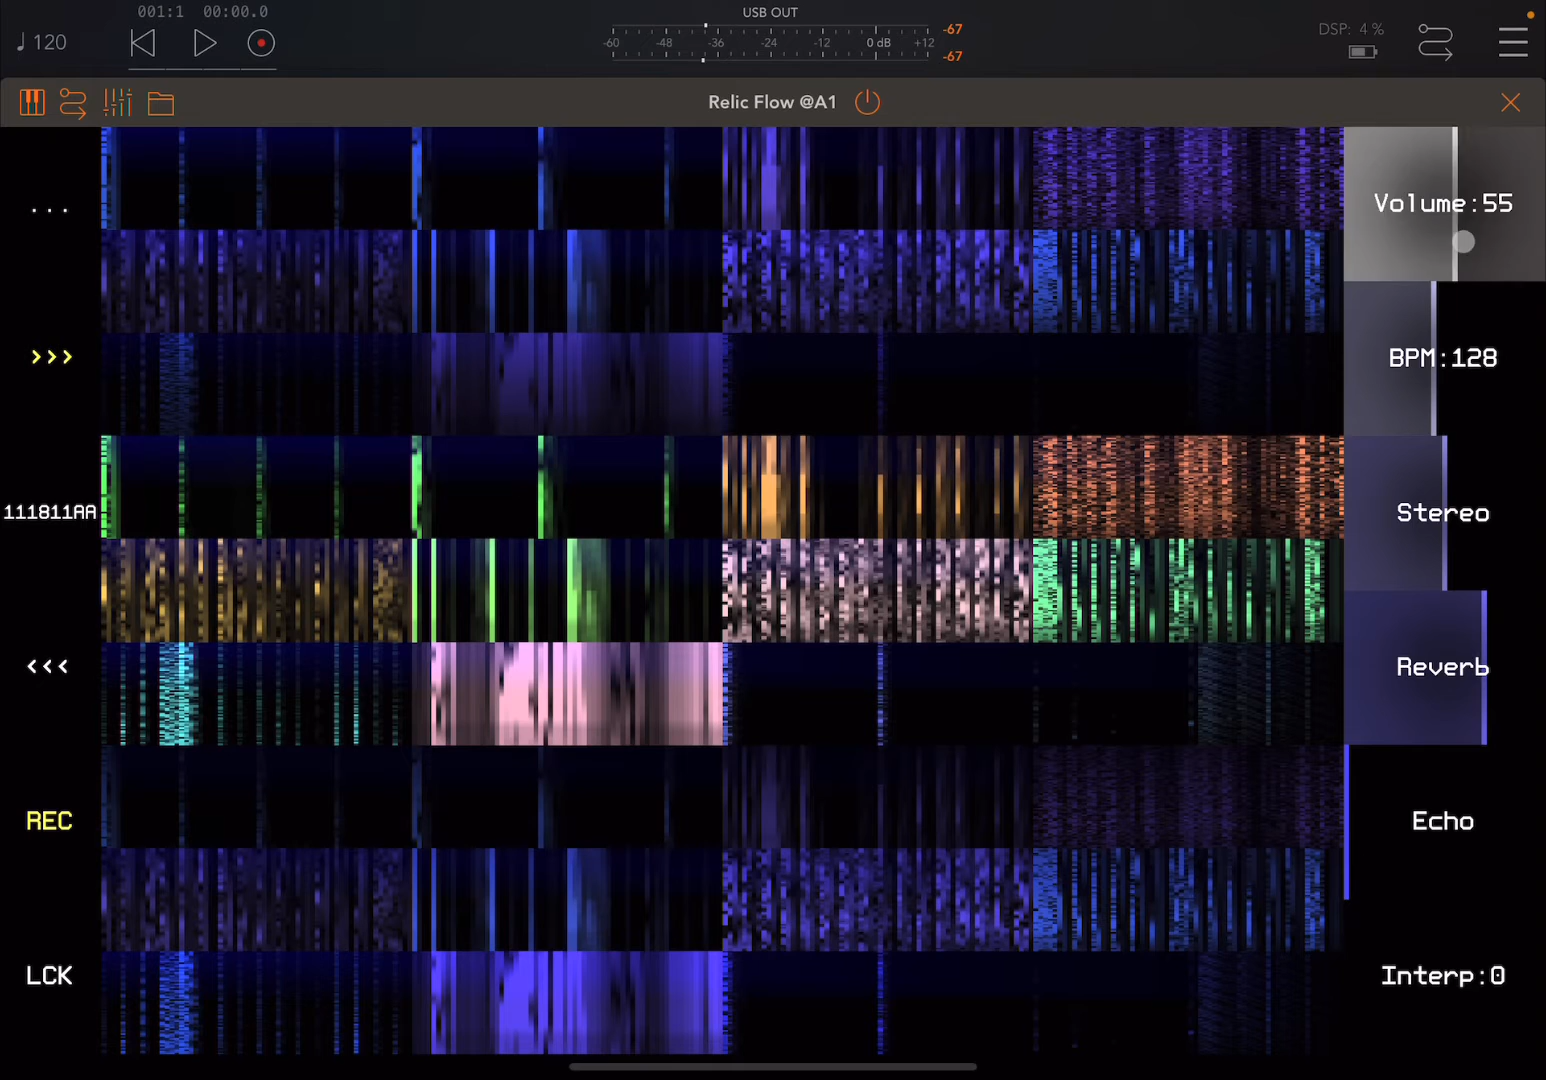 001:1 00:00.0
USB OUT
♩ 120
-60 -48 -36 -24 -12 0 dB +12
-67
-67
DSP: 4 %
Relic Flow @A1
...
Volume:55
>>>
BPM:128
111811AA
Stereo
<<<
Reverb
REC
Echo
LCK
Interp:0